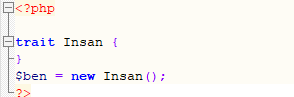 <?php
trait Insan {
}
$ben = new Insan();
?>